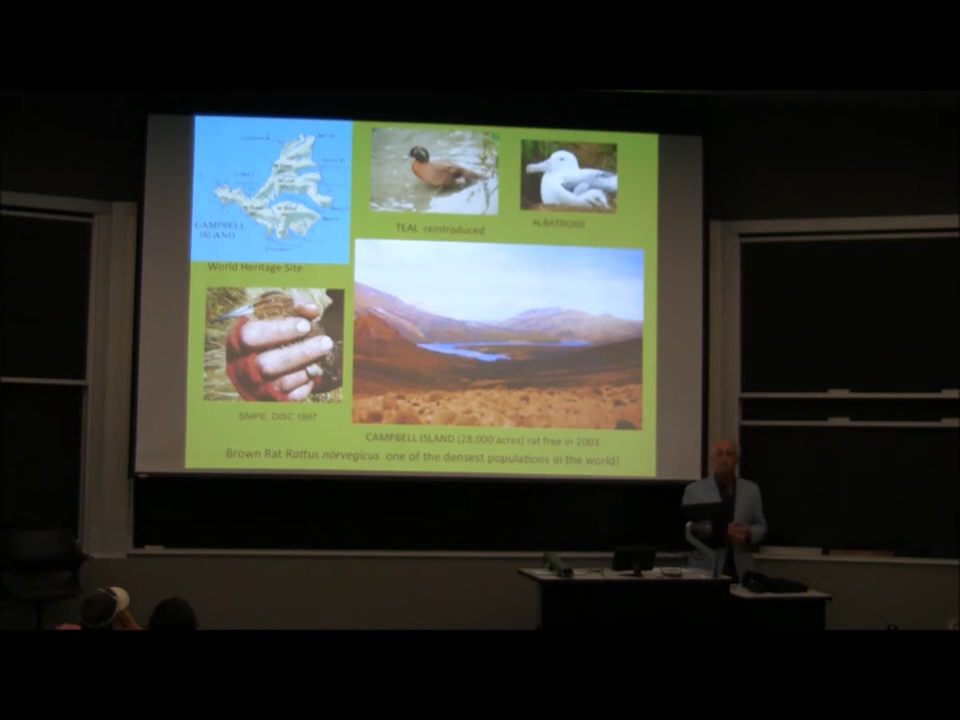 CAMPBELL
ISLAND
World Heritage Site
TEAL reintroduced
ALBATROSS
SNIPE, DISC 1997
CAMPBELL ISLAND (28,000 acres) rat free in 2003
Brown Rat Rattus norvegicus one of the densest populations in the world!